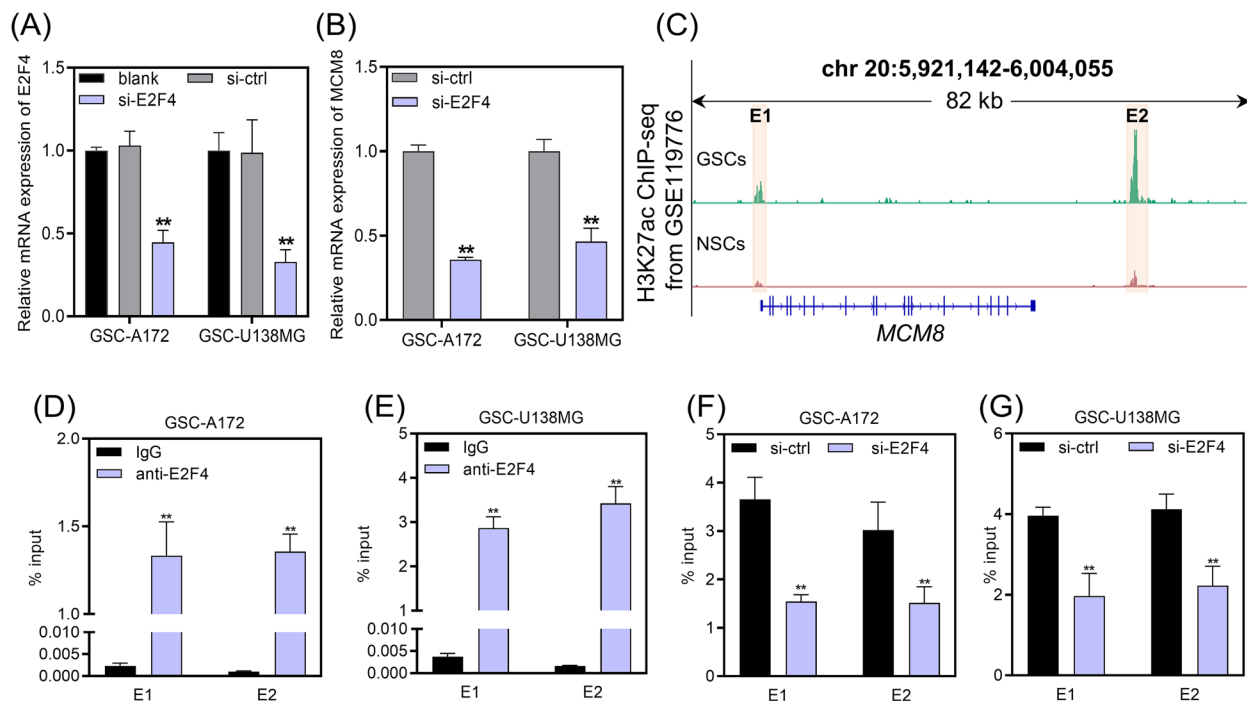 (A)
Relative mRNA expression of E2F4
1.5
1.0
0.5
0.0
blank
si-ctrl
si-E2F4
**
**
GSC-A172
GSC-U138MG
(B)
Relative mRNA expression of MCM8
1.5
1.0
0.5
0.0
si-ctrl
si-E2F4
**
**
GSC-A172
GSC-U138MG
(C)
H3K27ac ChIP-seq
from GSE119776
chr 20:5,921,142-6,004,055
82 kb
E1
E2
GSCs
NSCs
MCM8
(D)
GSC-A172
% input
2.0
1.5
1.0
0.010
0.005
0.000
IgG
anti-E2F4
**
**
E1
E2
(E)
GSC-U138MG
% input
5
4
3
2
1
0.010
0.005
0.000
IgG
anti-E2F4
**
**
E1
E2
(F)
GSC-A172
% input
5
4
3
2
1
0
si-ctrl
si-E2F4
**
**
E1
E2
(G)
GSC-U138MG
% input
6
4
2
0
si-ctrl
si-E2F4
**
**
E1
E2